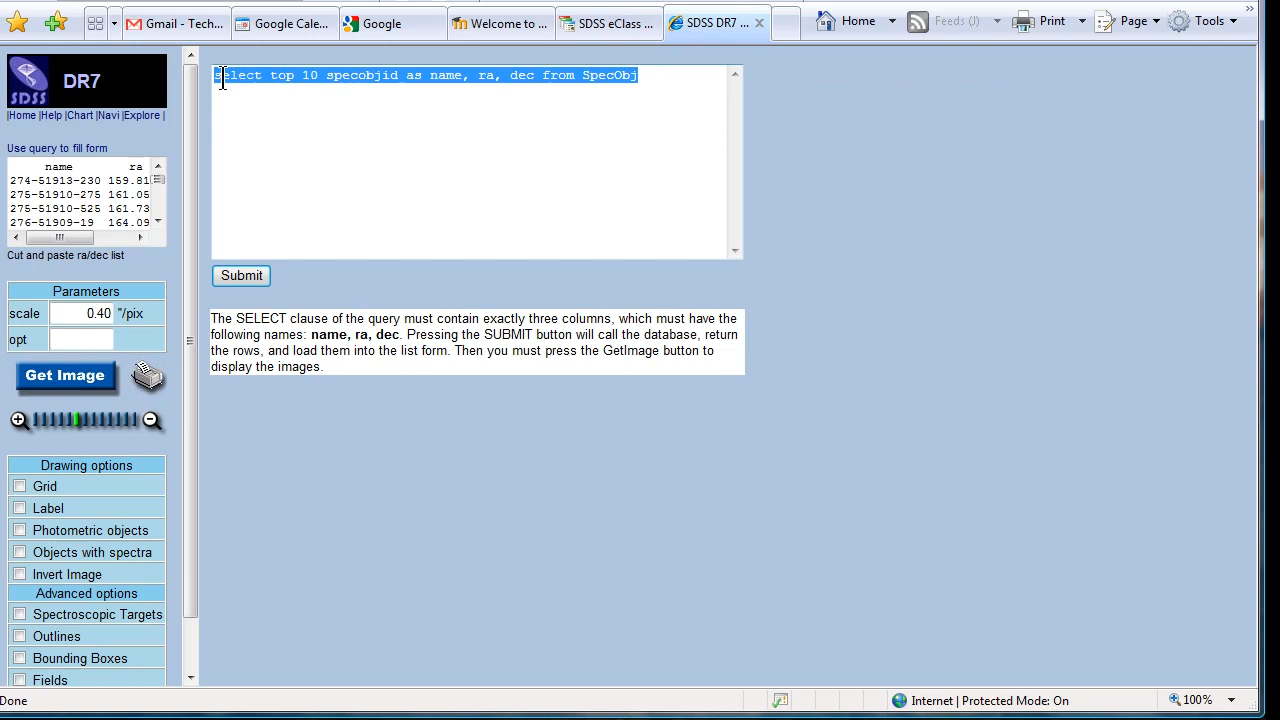 Gmail - Tech...
Google Cale...
Google
Welcome to ...
SDSS eClass ...
SDSS DR7 ...
Home
Feeds (J)
Print
Page
Tools
SDSS
DR7
|Home |Help |Chart |Navi |Explore |
Use query to fill form
name ra
274-51913-230 159.81
275-51910-275 161.05
275-51910-525 161.73
276-51909-19 164.09
Cut and paste ra/dec list
Parameters
scale 0.40 "/pix
opt
Get Image
Drawing options
Grid
Label
Photometric objects
Objects with spectra
Invert Image
Advanced options
Spectroscopic Targets
Outlines
Bounding Boxes
Fields
select top 10 specobjid as name, ra, dec from SpecObj
Submit
The SELECT clause of the query must contain exactly three columns, which must have the
following names: name, ra, dec. Pressing the SUBMIT button will call the database, return
the rows, and load them into the list form. Then you must press the GetImage button to
display the images.
Done
Internet | Protected Mode: On
100%